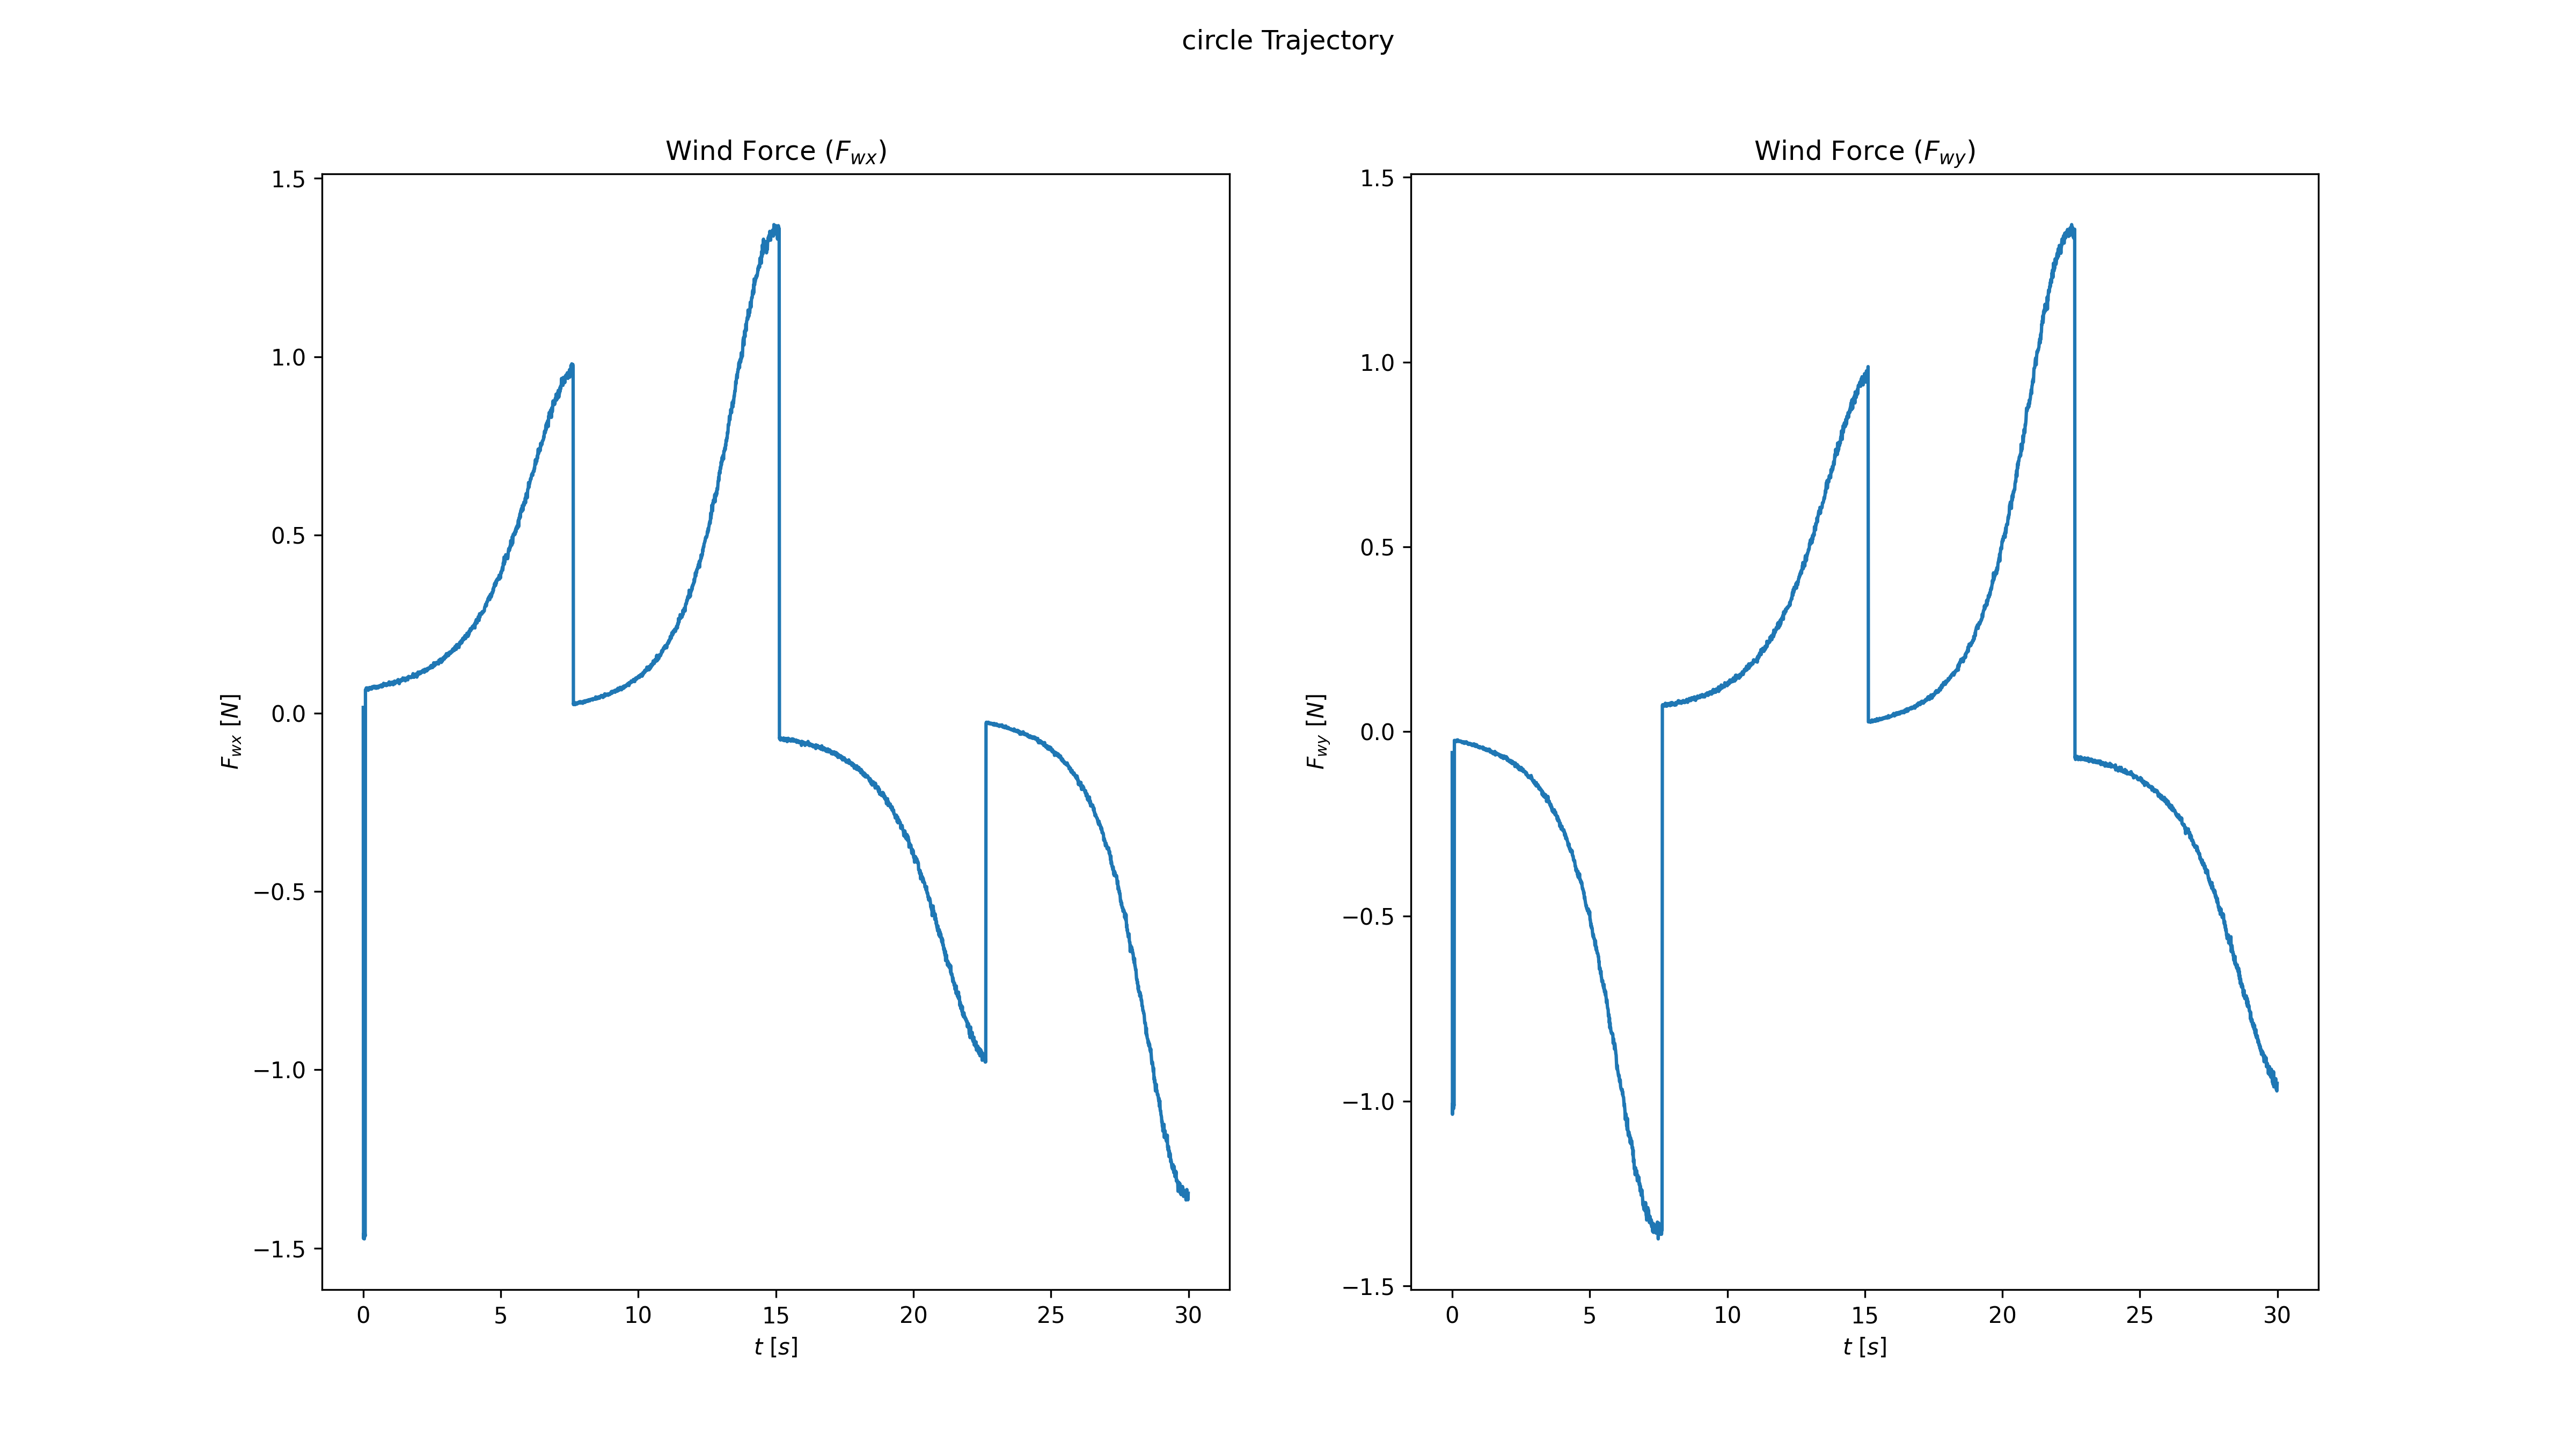 circle Trajectory
Wind Force (F_wx)
1.5
1.0
0.5
0.0
−0.5
−1.0
−1.5
F_wx [N]
0 5 10 15 20 25 30
t [s]
Wind Force (F_wy)
1.5
1.0
0.5
0.0
−0.5
−1.0
−1.5
F_wy [N]
0 5 10 15 20 25 30
t [s]